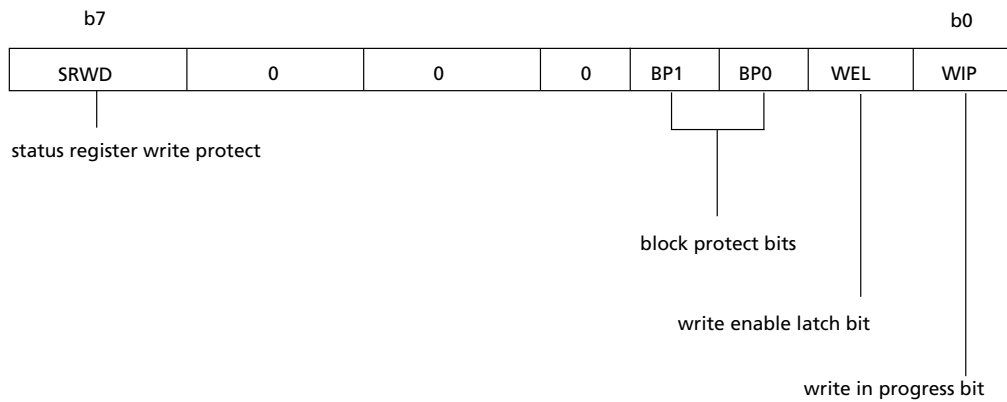 b7 b0
SRWD 0 0 0 BP1 BP0 WEL WIP
status register write protect
block protect bits
write enable latch bit
write in progress bit